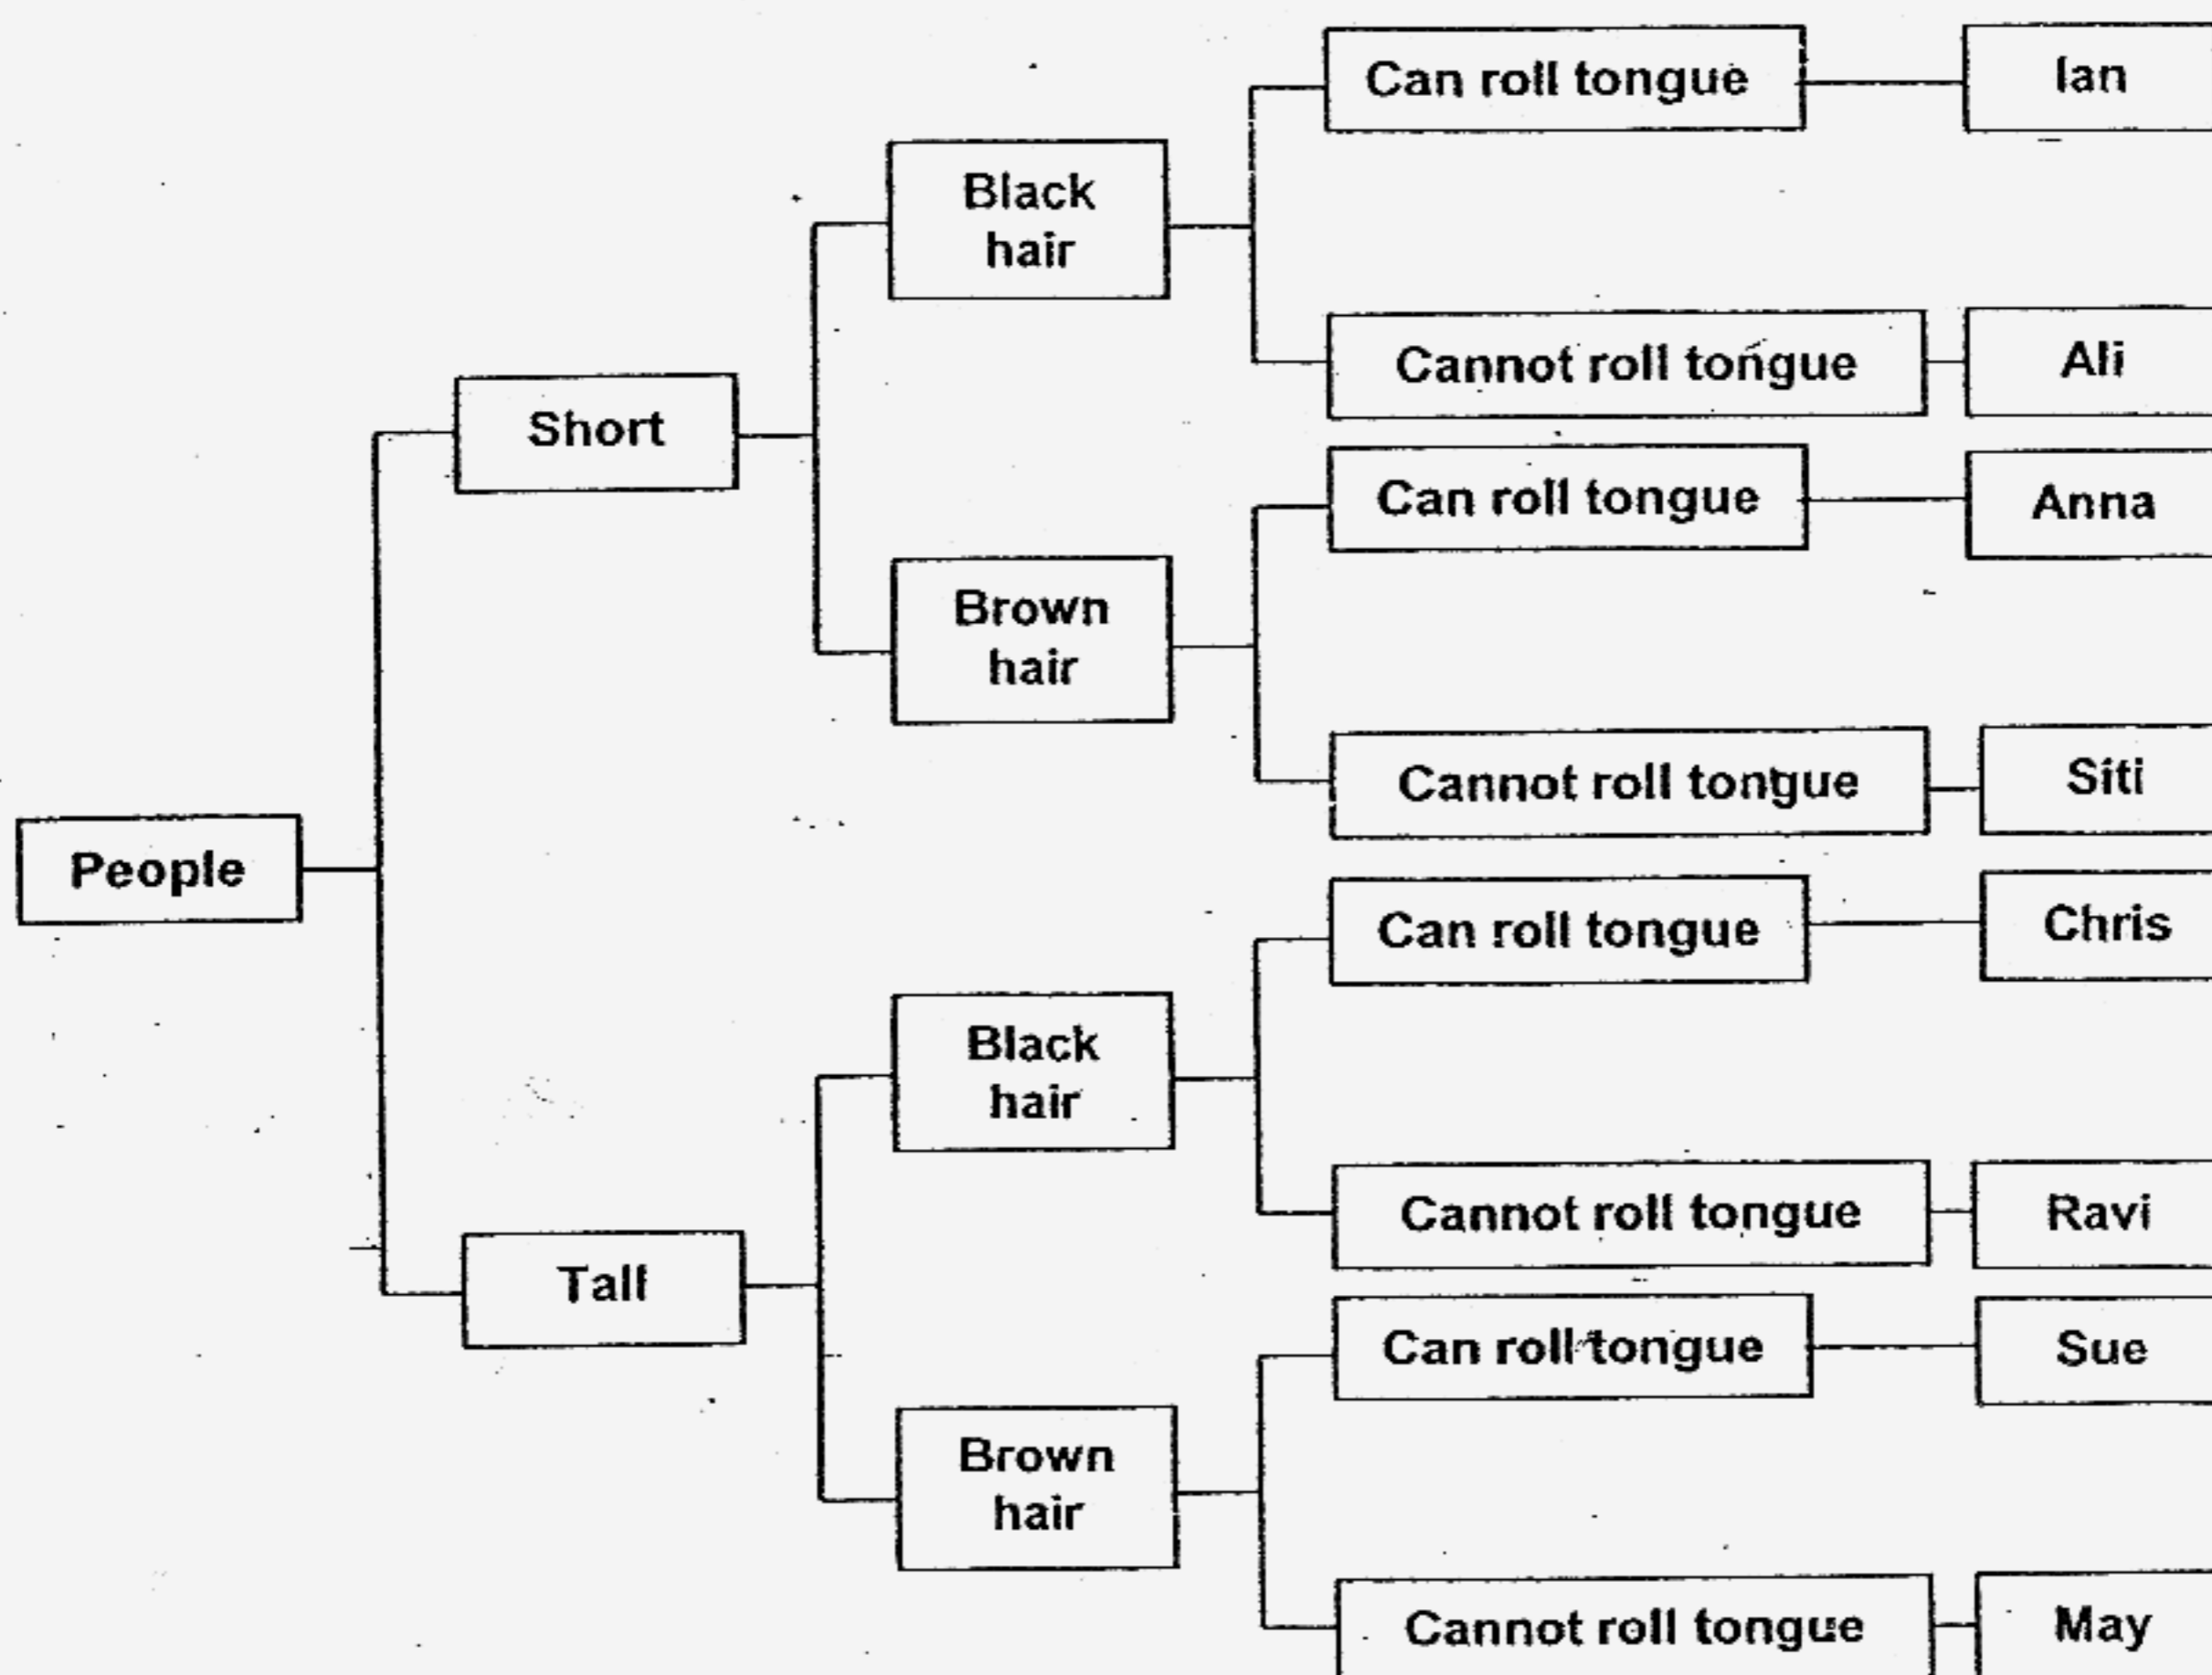 Can roll tongue
Ian
Black
hair
Cannot roll tongue
Ali
Short
Can roll tongue
Anna
Brown
hair
Cannot roll tongue
Siti
People
Can roll tongue
Chris
Black
hair
Cannot roll tongue
Ravi
Tall
Can roll tongue
Sue
Brown
hair
Cannot roll tongue
May